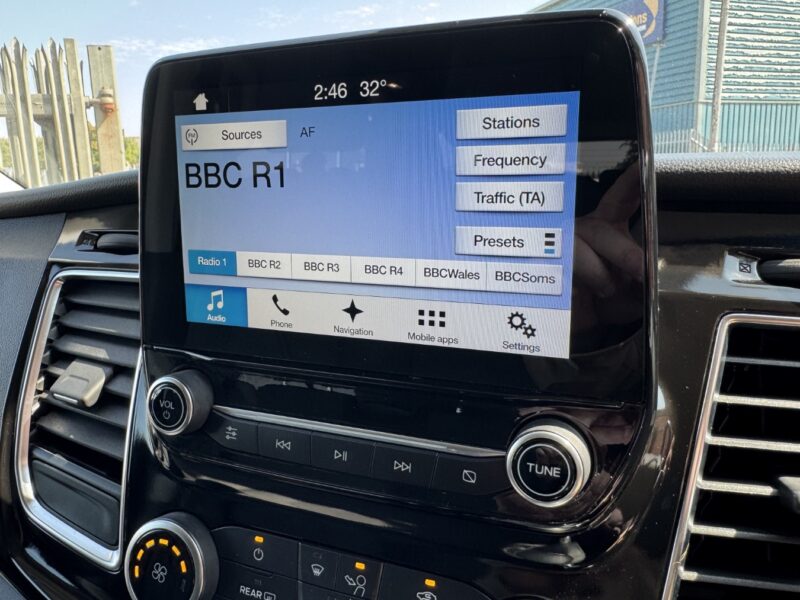 2:46 32°
Sources AF Stations
BBC R1
Frequency
Traffic (TA)
Presets
Radio 1 BBC R2 BBC R3 BBC R4 BBCWales BBCSoms
Audio Phone Navigation Mobile apps Settings
VOL
TUNE
REAR